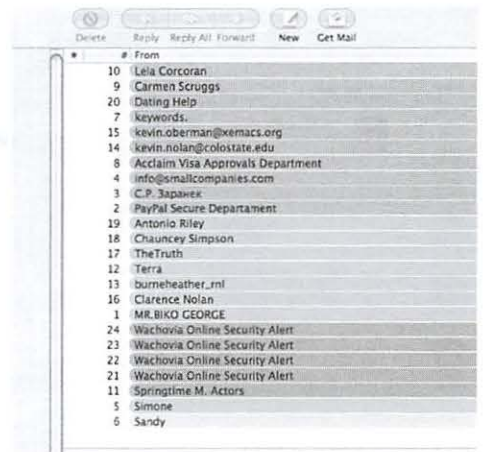 Delete Reply Reply All Forward New Get Mail
• # From
10 Lela Corcoran
9 Carmen Scruggs
20 Dating Help
7 keywords.
15 kevin.oberman@xemacs.org
14 kevin.nolan@colostate.edu
8 Acclaim Visa Approvals Department
4 info@smallcompanies.com
3 С.Р. Заранек
2 PayPal Secure Departament
19 Antonio Riley
18 Chauncey Simpson
17 TheTruth
12 Terra
13 burneheather_rnl
16 Clarence Nolan
1 MR.BIKO GEORGE
24 Wachovia Online Security Alert
23 Wachovia Online Security Alert
22 Wachovia Online Security Alert
21 Wachovia Online Security Alert
11 Springtime M. Actors
5 Simone
6 Sandy